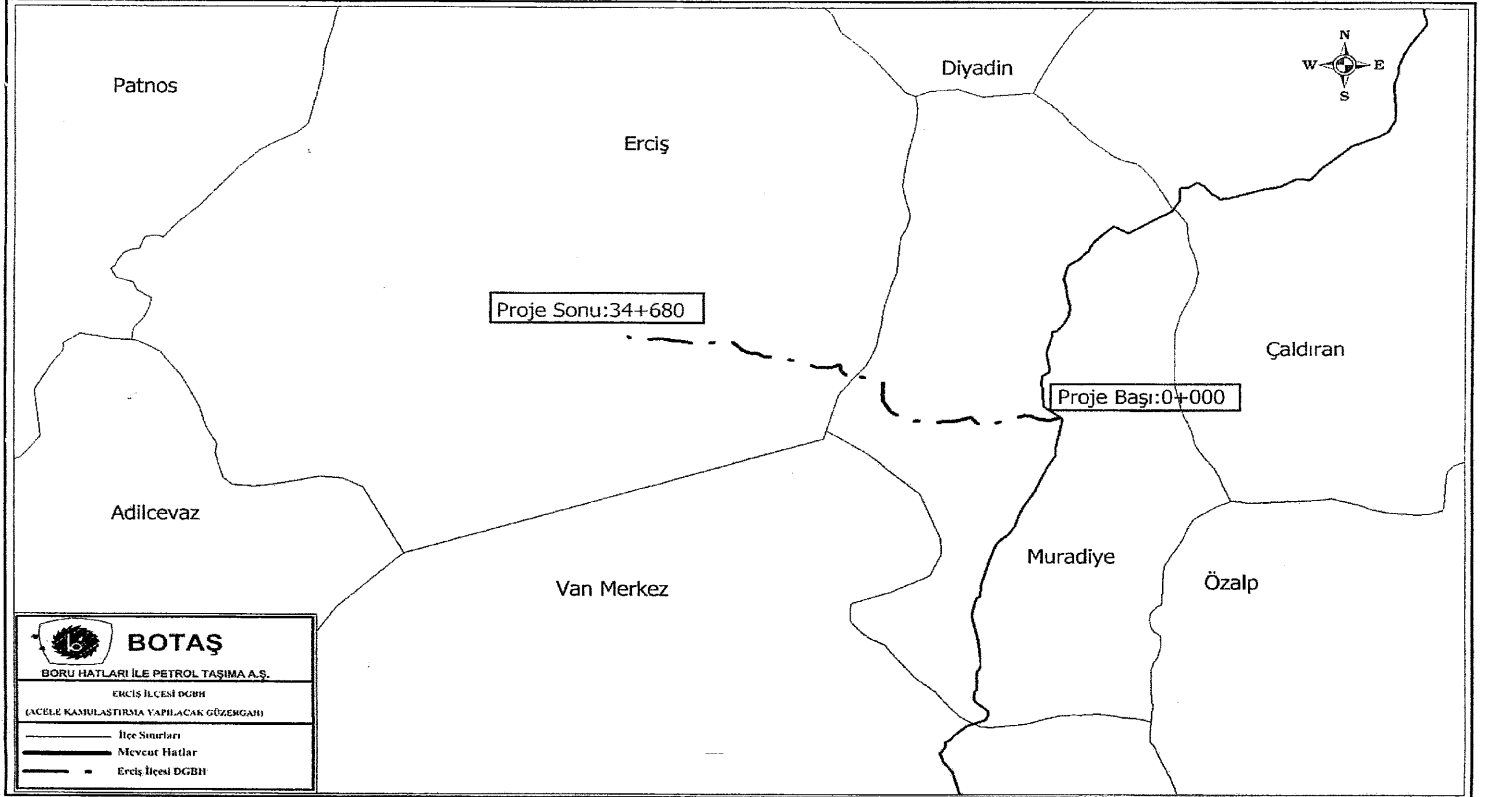 Patnos
Diyadin
N
W E
S
Erciş
Proje Sonu:34+680
Çaldıran
Proje Başı:0+000
Adilcevaz
Muradiye
Van Merkez
Özalp
BOTAŞ
BORU HATLARI İLE PETROL TAŞIMA A.Ş.
ERCİŞ İLÇESİ DGBH
(ACELE KAMULAŞTIRMA YAPILACAK GÜZERGAH)
İlçe Sınırları
Mevcut Hatlar
Erciş İlçesi DGBH